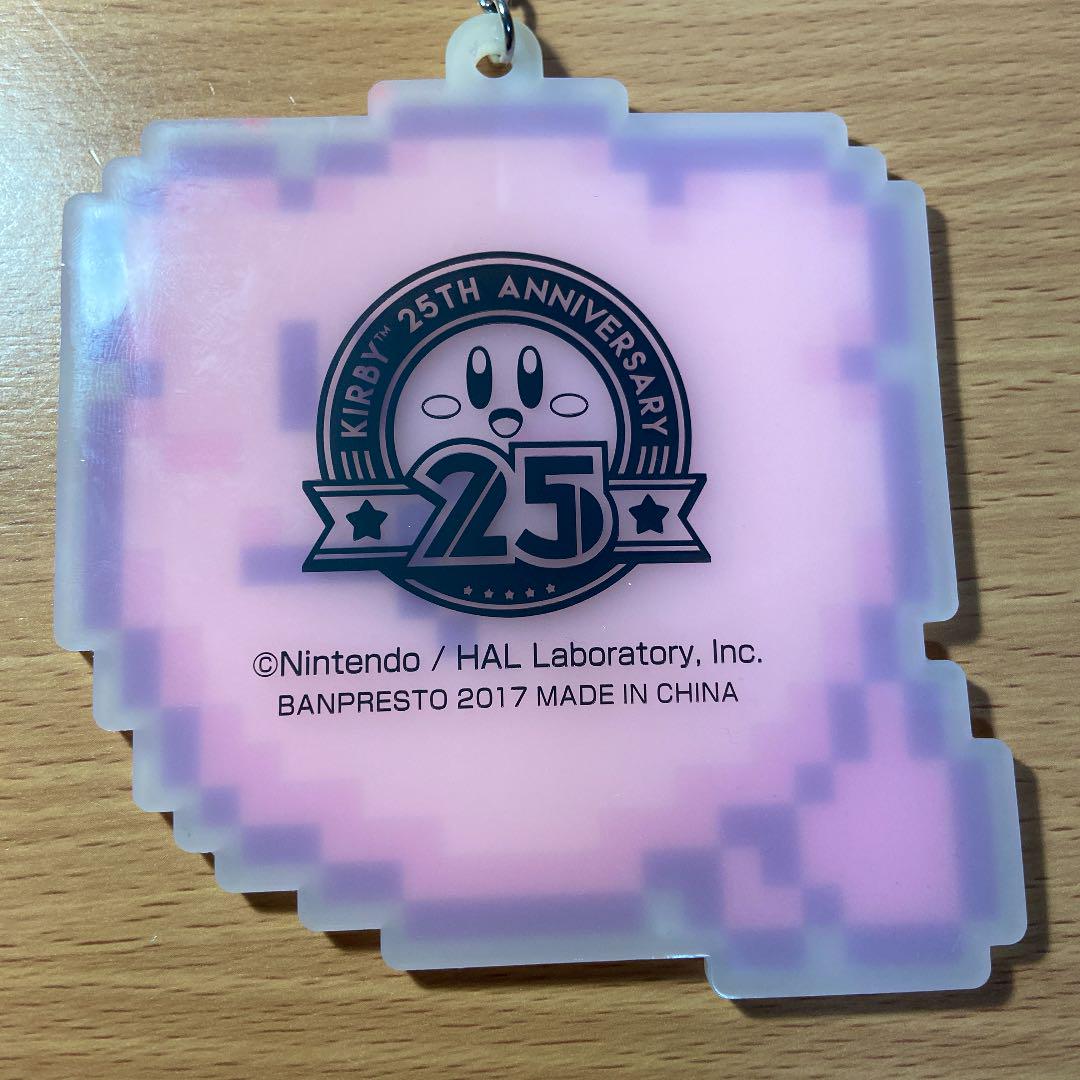 KIRBY™ 25TH ANNIVERSARY
25
©Nintendo / HAL Laboratory, Inc.
BANPRESTO 2017 MADE IN CHINA